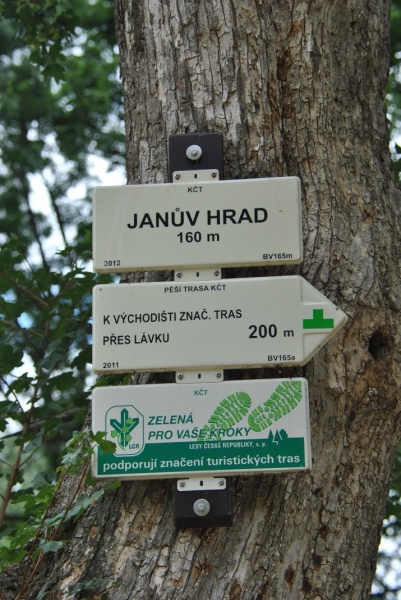 KČT
JANŮV HRAD
160 m
2012 BV165m
PĚŠÍ TRASA KČT
K VÝCHODIŠTI ZNAČ. TRAS
PŘES LÁVKU 200 m
2011 BV165a
KČT
ZELENÁ
PRO VAŠE KROKY
LESY ČESKÉ REPUBLIKY, s. p.
LČR
podporují značení turistických tras